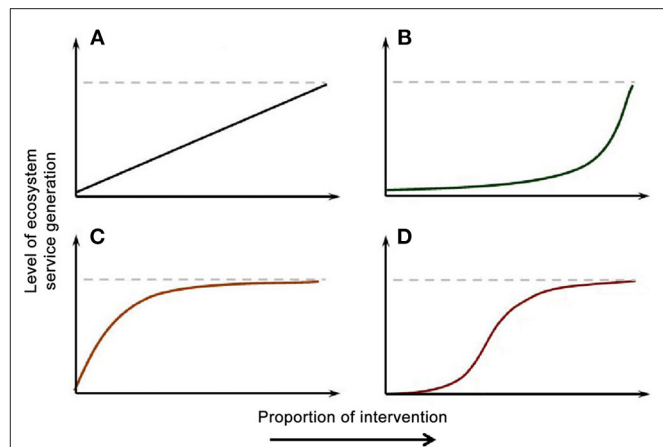 A
B
Level of ecosystem
service generation
C
D
Proportion of intervention